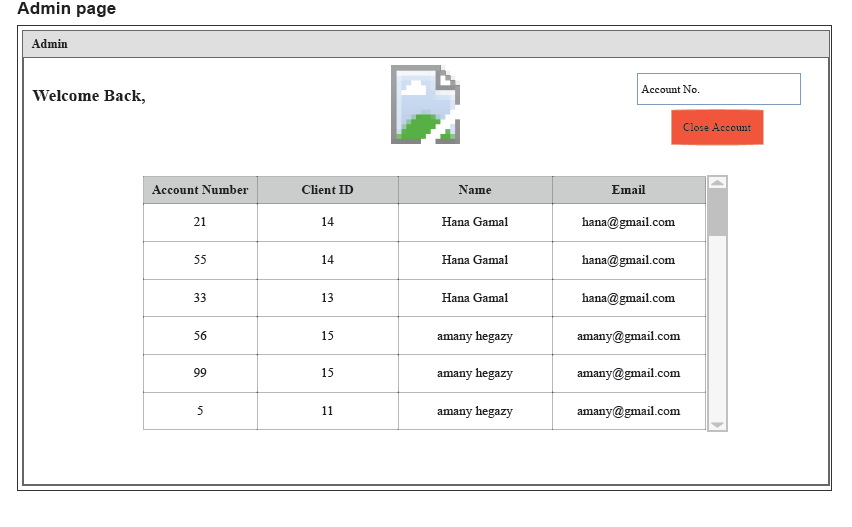 Admin page
Admin
Welcome Back,
Account No.
Close Account
Account Number Client ID Name Email
21 14 Hana Gamal hana@gmail.com
55 14 Hana Gamal hana@gmail.com
33 13 Hana Gamal hana@gmail.com
56 15 amany hegazy amany@gmail.com
99 15 amany hegazy amany@gmail.com
5 11 amany hegazy amany@gmail.com